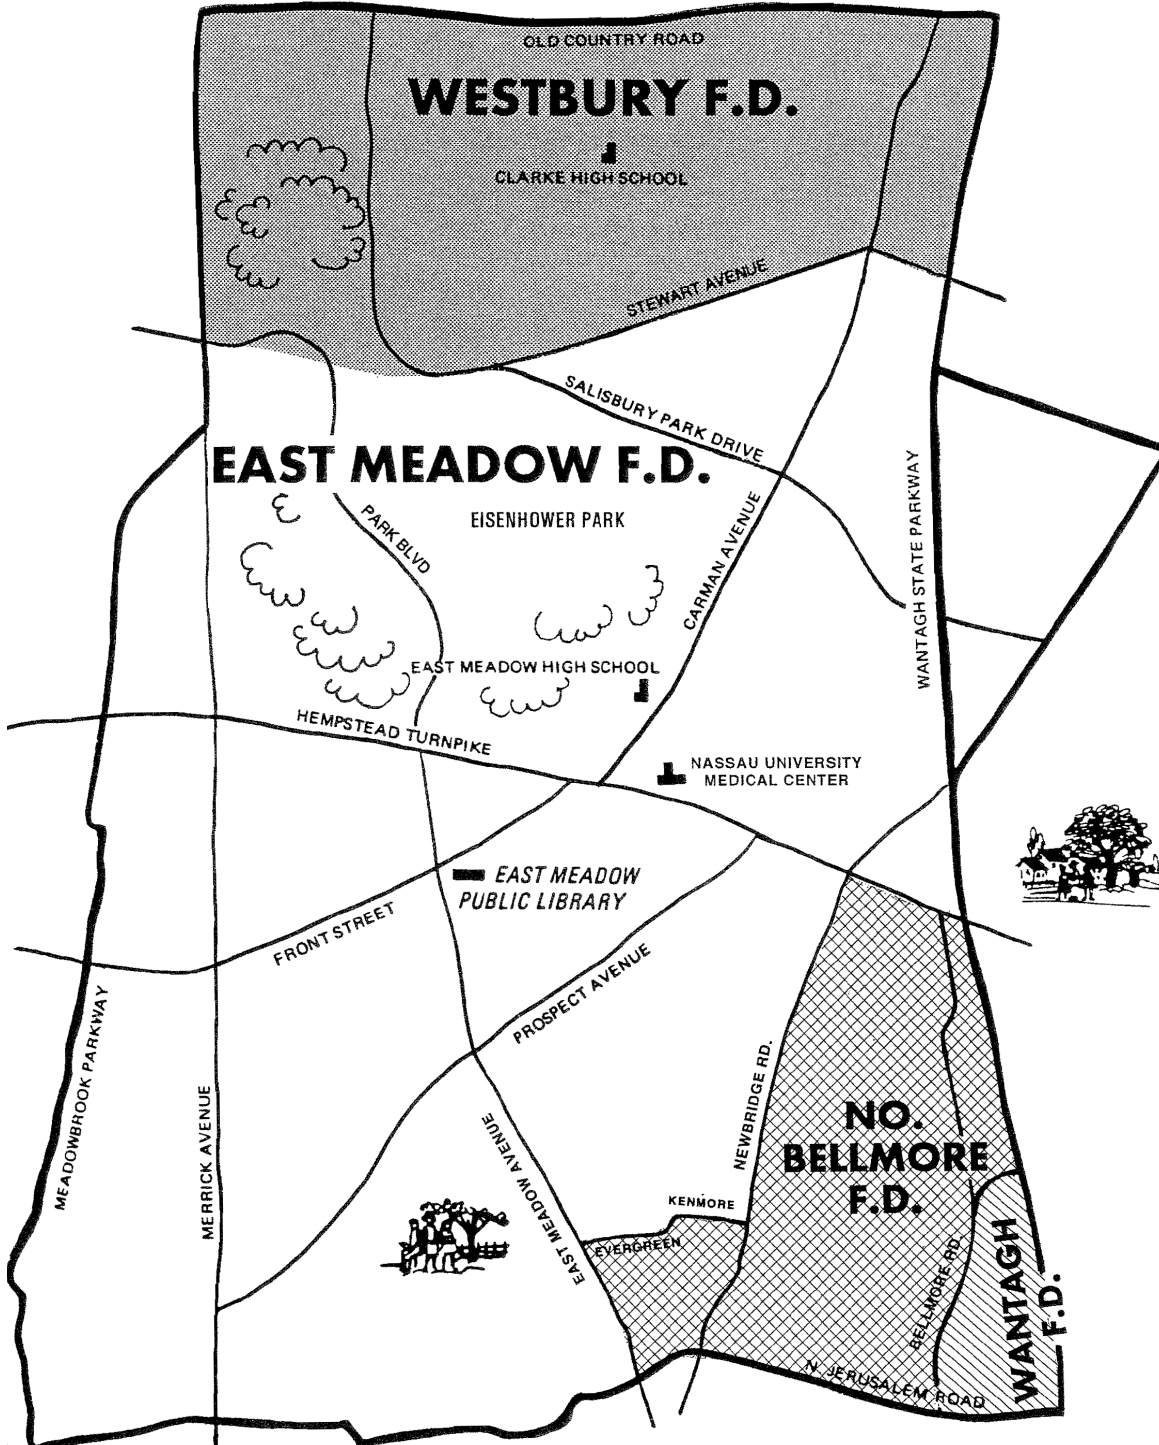 OLD COUNTRY ROAD
WESTBURY F.D.
CLARKE HIGH SCHOOL
STEWART AVENUE
SALISBURY PARK DRIVE
EAST MEADOW F.D.
EISENHOWER PARK
PARK BLVD
CARMAN AVENUE
WANTAGH STATE PARKWAY
EAST MEADOW HIGH SCHOOL
HEMPSTEAD TURNPIKE
NASSAU UNIVERSITY
MEDICAL CENTER
EAST MEADOW
PUBLIC LIBRARY
FRONT STREET
PROSPECT AVENUE
MEADOWBROOK PARKWAY
MERRICK AVENUE
EAST MEADOW AVENUE
NEWBRIDGE RD.
NO.
BELLMORE
F.D.
KENMORE
EVERGREEN
BELLMORE RD.
WANTAGH
F.D.
N. JERUSALEM ROAD